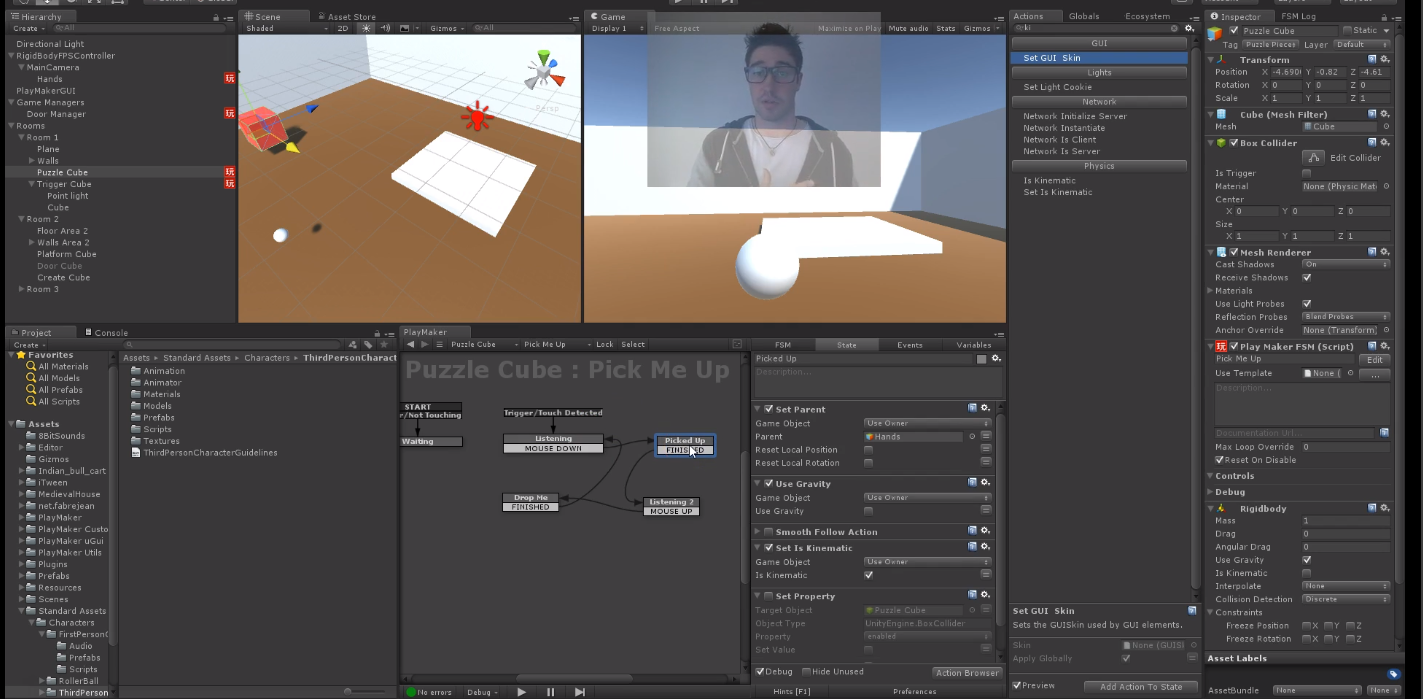 Hierarchy
Create
All
Directional Light
RigidBodyFPSController
MainCamera
Hands
PlayMakerGUI
Game Managers
Door Manager
Rooms
Room 1
Plane
Walls
Puzzle Cube
Trigger Cube
Point light
Cube
Room 2
Floor Area 2
Walls Area 2
Platform Cube
Door Cube
Create Cube
Room 3
Scene
Asset Store
Shaded
2D
Gizmos
All
Persp
Game
Display 1
Free Aspect
Maximize on Play
Mute audio
Stats
Gizmos
Actions
Globals
Ecosystem
ki
GUI
Set GUI Skin
Lights
Set Light Cookie
Network
Network Initialize Server
Network Instantiate
Network Is Client
Network Is Server
Physics
Is Kinematic
Set Is Kinematic
Set GUI Skin
Sets the GUISkin used by GUI elements.
Skin
None (GUISl
Apply Globally
Preview
Add Action To State
Inspector
FSM Log
Puzzle Cube
Static
Tag
Puzzle Pieces
Layer
Default
Transform
Position X -4.690 Y -0.82 Z -4.61
Rotation X 0 Y 0 Z 0
Scale X 1 Y 1 Z 1
Cube (Mesh Filter)
Mesh
Cube
Box Collider
Edit Collider
Is Trigger
Material
None (Physic Mat
Center
X 0 Y 0 Z 0
Size
X 1 Y 1 Z 1
Mesh Renderer
Cast Shadows
On
Receive Shadows
Materials
Use Light Probes
Reflection Probes
Blend Probes
Anchor Override
None (Transform)
Play Maker FSM (Script)
Pick Me Up
Edit
Use Template
None (
...
Description...
Documentation Url
Max Loop Override
0
Reset On Disable
Controls
Debug
Rigidbody
Mass
1
Drag
0
Angular Drag
0
Use Gravity
Is Kinematic
Interpolate
None
Collision Detection
Discrete
Constraints
Freeze Position X Y Z
Freeze Rotation X Y Z
Asset Labels
AssetBundle
None
None
Project
Console
Create
Favorites
All Materials
All Models
All Prefabs
All Scripts
Assets
8BitSounds
Editor
Gizmos
Indian_bull_cart
iTween
MedievalHouse
net.fabrejean
PlayMaker
PlayMaker Custo
PlayMaker uGui
PlayMaker Utils
Plugins
Prefabs
Resources
Scenes
Standard Assets
Characters
FirstPersonC
Audio
Prefabs
Scripts
RollerBall
ThirdPerson
Assets
Standard Assets
Characters
ThirdPersonCharact
Animation
Animator
Materials
Models
Prefabs
Scripts
Textures
ThirdPersonCharacterGuidelines
PlayMaker
Puzzle Cube
Pick Me Up
Lock
Select
Puzzle Cube : Pick Me Up
START
r/Not Touching
Waiting
Trigger/Touch Detected
Listening
MOUSE DOWN
Picked Up
FINISHED
Drop Me
FINISHED
Listening 2
MOUSE UP
No errors
Debug
FSM
State
Events
Variables
Picked Up
Description...
Set Parent
Game Object
Use Owner
Parent
Hands
Reset Local Position
Reset Local Rotation
Use Gravity
Game Object
Use Owner
Use Gravity
Smooth Follow Action
Set Is Kinematic
Game Object
Use Owner
Is Kinematic
Set Property
Target Object
Puzzle Cube
Object Type
UnityEngine.BoxCollider
Property
enabled
Set Value
Debug
Hide Unused
Action Browser
Hints [F1]
Preferences